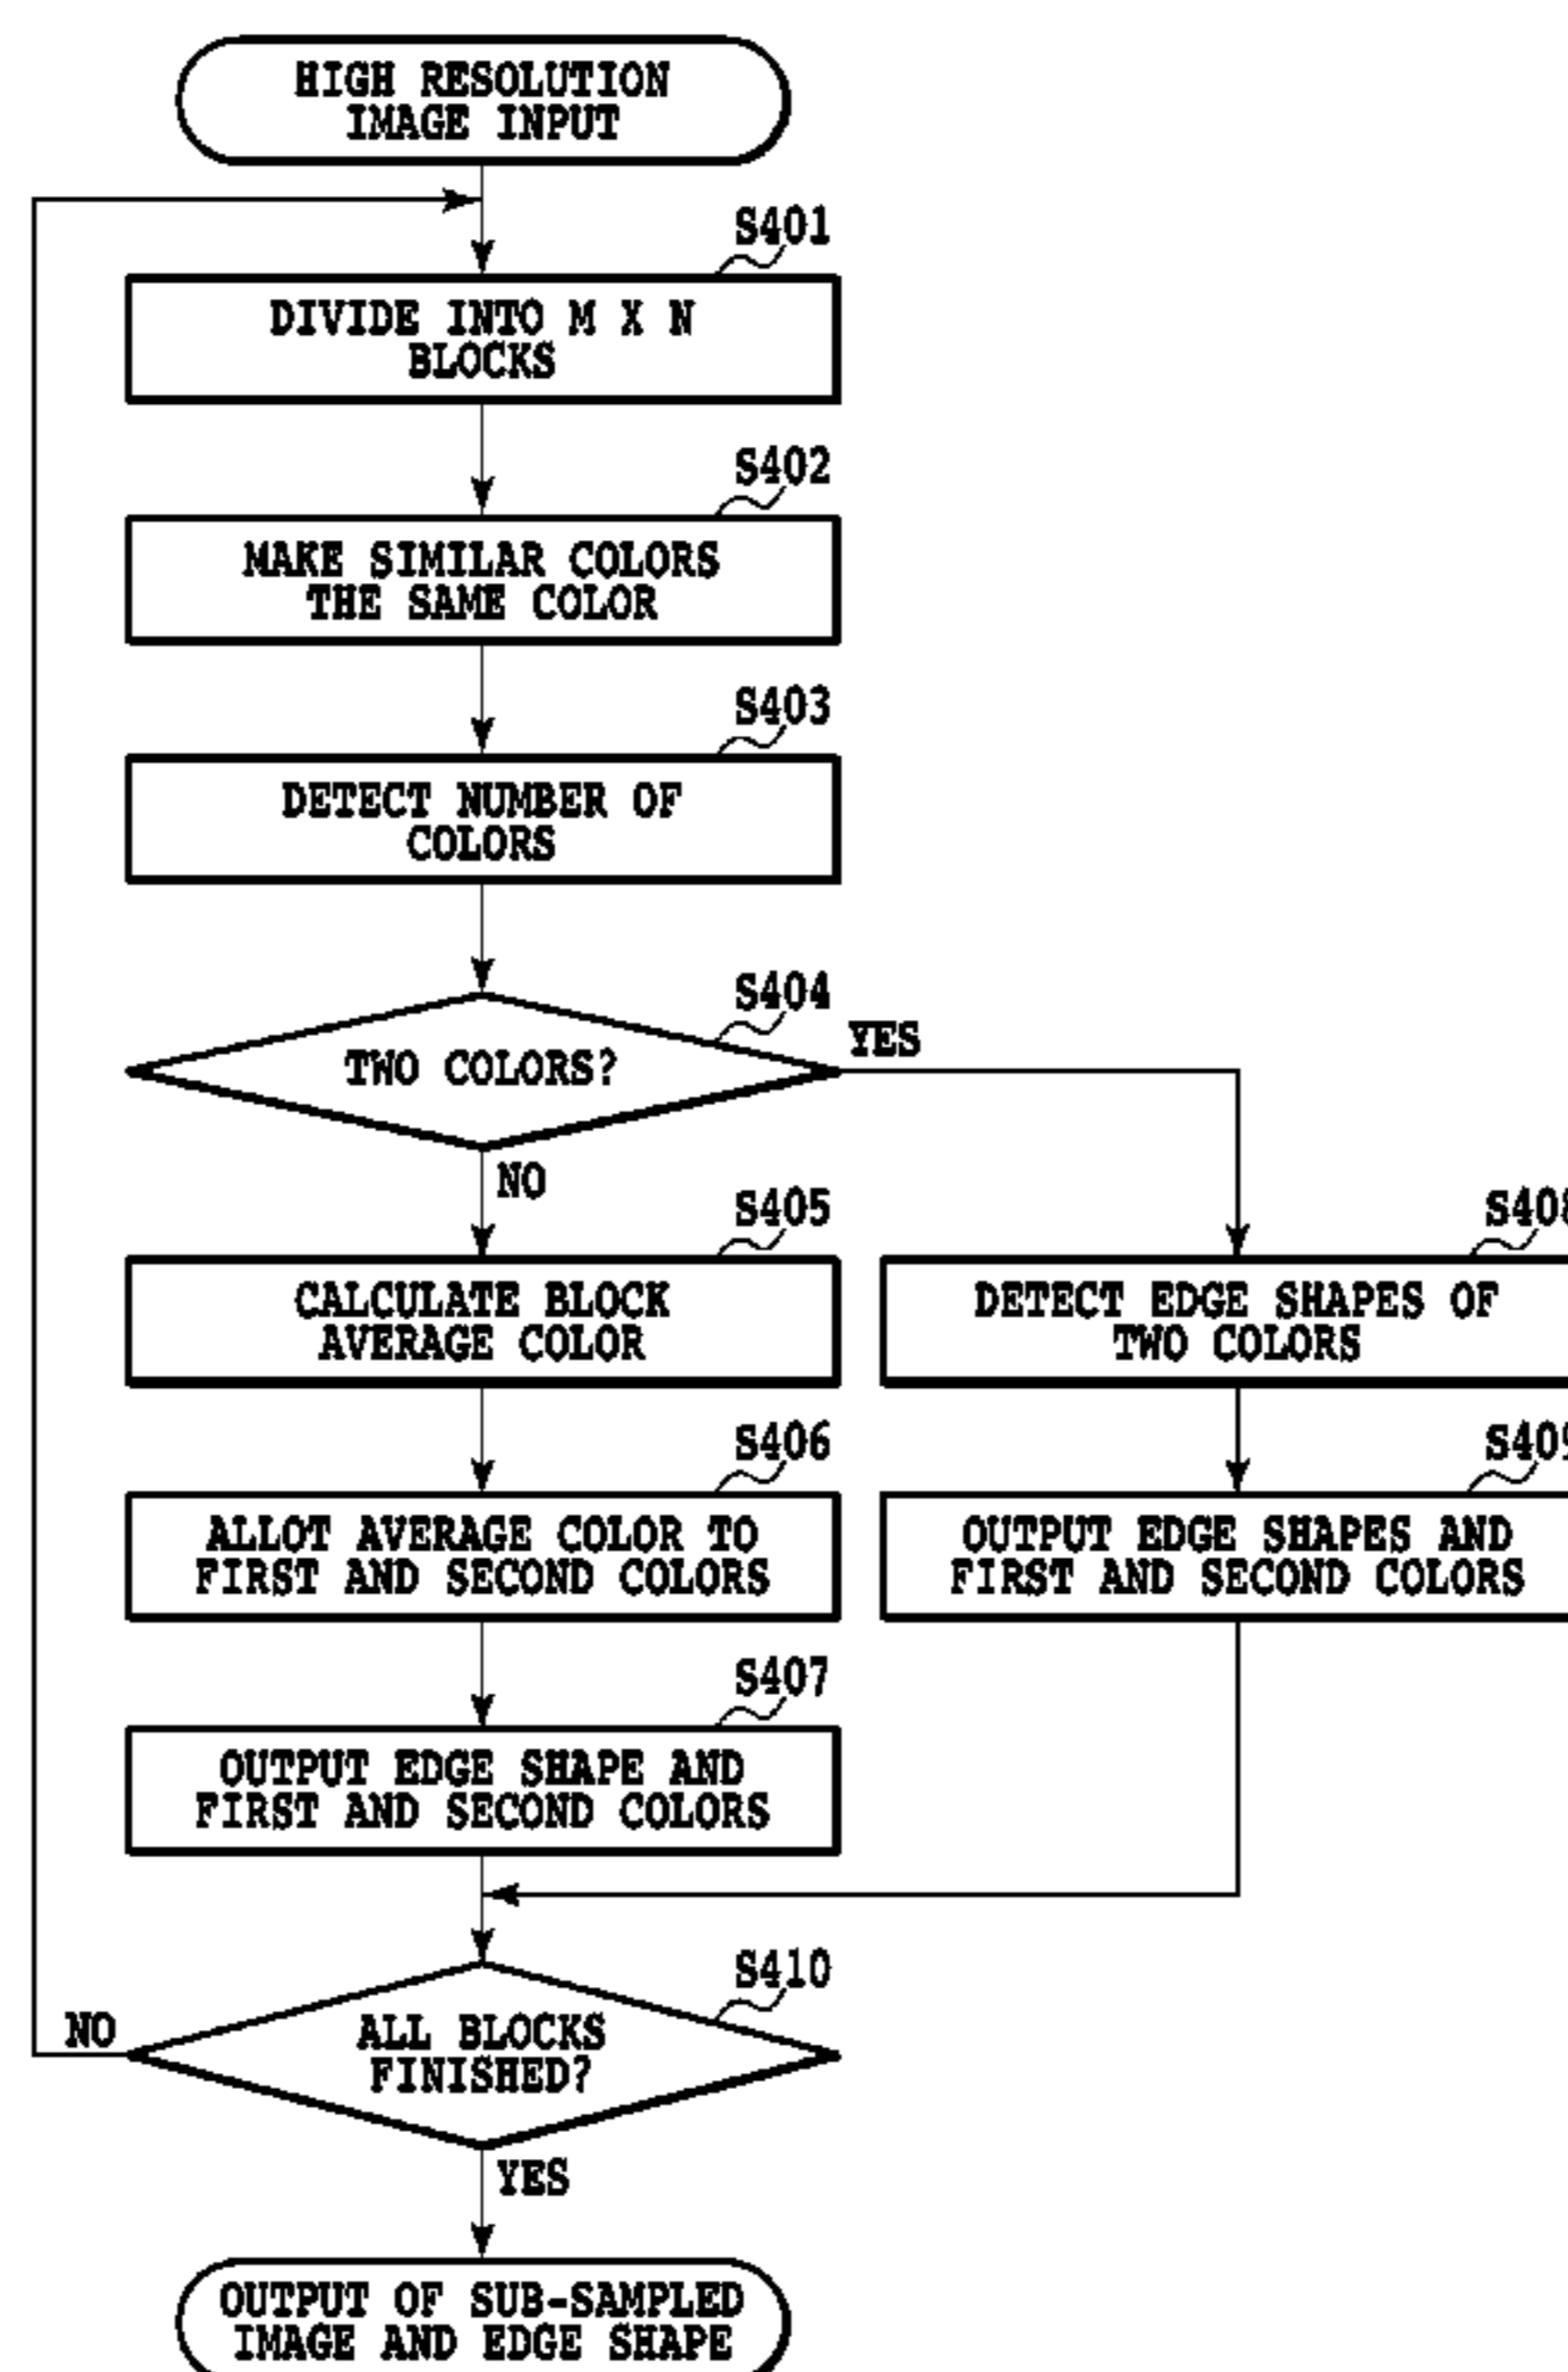 HIGH RESOLUTION
IMAGE INPUT
S401
DIVIDE INTO M X N
BLOCKS
S402
MAKE SIMILAR COLORS
THE SAME COLOR
S403
DETECT NUMBER OF
COLORS
S404
TWO COLORS?
YES
NO
S405
CALCULATE BLOCK
AVERAGE COLOR
S408
DETECT EDGE SHAPES OF
TWO COLORS
S406
ALLOT AVERAGE COLOR TO
FIRST AND SECOND COLORS
S409
OUTPUT EDGE SHAPES AND
FIRST AND SECOND COLORS
S407
OUTPUT EDGE SHAPE AND
FIRST AND SECOND COLORS
S410
ALL BLOCKS
FINISHED?
NO
YES
OUTPUT OF SUB-SAMPLED
IMAGE AND EDGE SHAPE